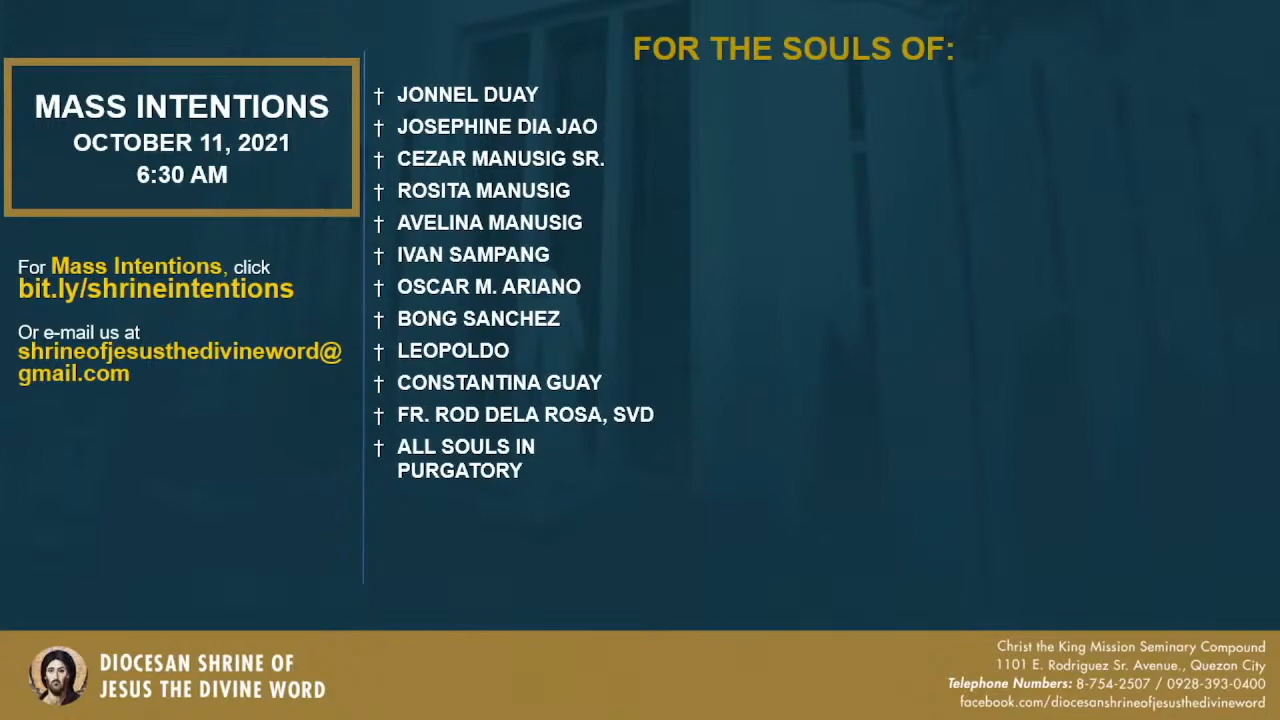 FOR THE SOULS OF:
MASS INTENTIONS
OCTOBER 11, 2021
6:30 AM
For Mass Intentions, click
bit.ly/shrineintentions
Or e-mail us at
shrineofjesusthedivineword@
gmail.com
† JONNEL DUAY
† JOSEPHINE DIA JAO
† CEZAR MANUSIG SR.
† ROSITA MANUSIG
† AVELINA MANUSIG
† IVAN SAMPANG
† OSCAR M. ARIANO
† BONG SANCHEZ
† LEOPOLDO
† CONSTANTINA GUAY
† FR. ROD DELA ROSA, SVD
† ALL SOULS IN
PURGATORY
DIOCESAN SHRINE OF
JESUS THE DIVINE WORD
Christ the King Mission Seminary Compound
1101 E. Rodriguez Sr. Avenue., Quezon City
Telephone Numbers: 8-754-2507 / 0928-393-0400
facebook.com/diocesanshrineofjesusthedivineword